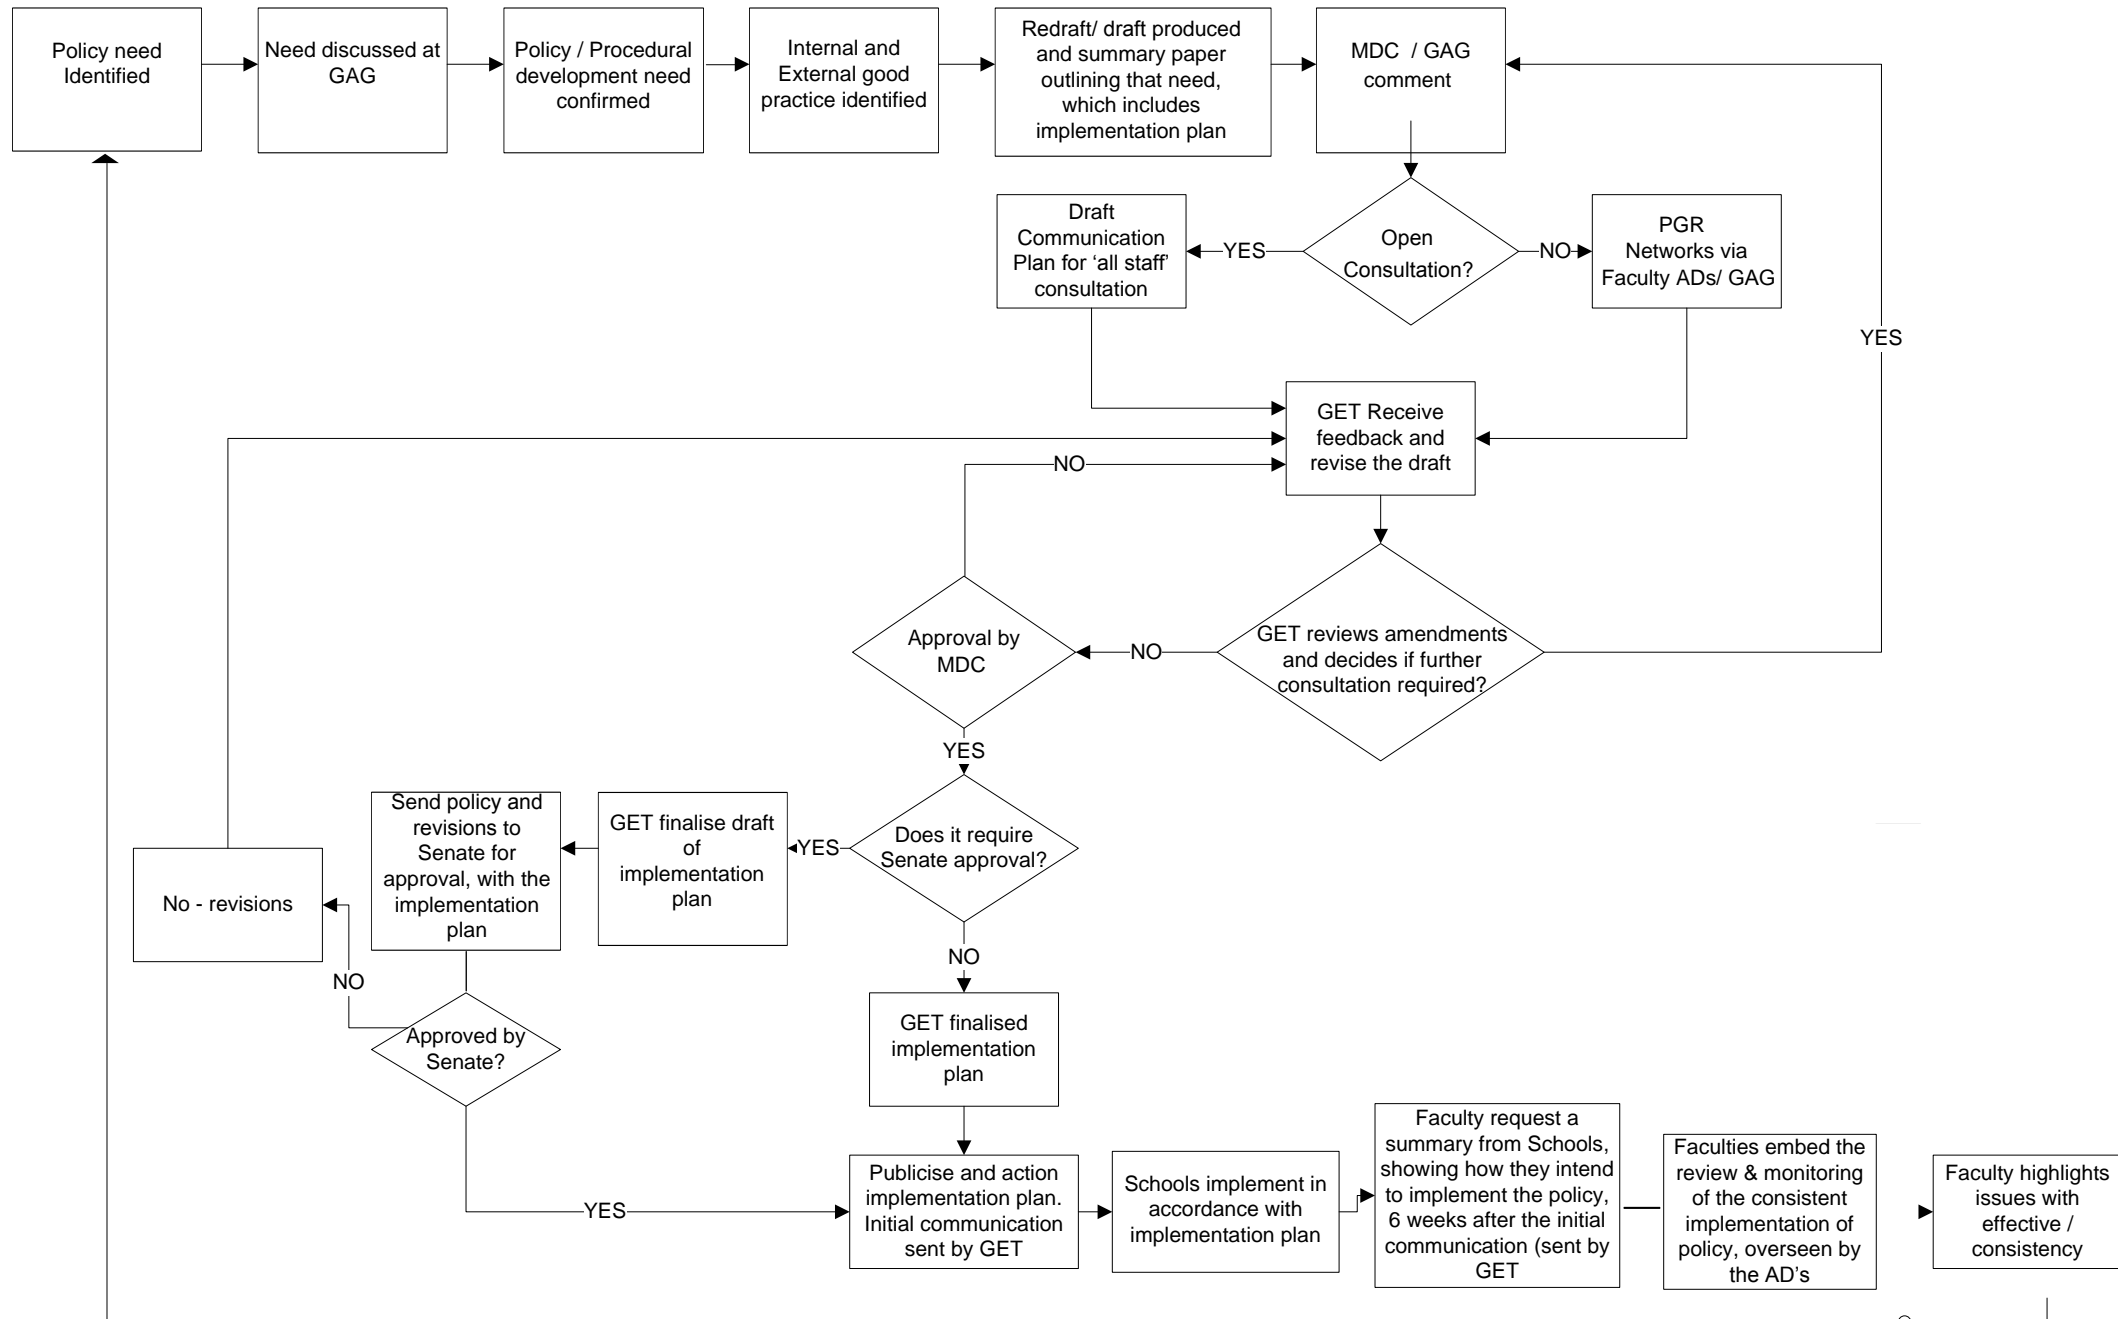 Policy need
Identified
Need discussed at
GAG
Policy / Procedural
development need
confirmed
Internal and
External good
practice identified
Redraft/ draft produced
and summary paper
outlining that need,
which includes
implementation plan
MDC  / GAG
comment
Draft
Communication
Plan for ‘all staff’
consultation
YES
Open
Consultation?
NO
PGR
Networks via
Faculty ADs/ GAG
YES
GET Receive
feedback and
revise the draft
NO
Approval by
MDC
NO
GET reviews amendments
and decides if further
consultation required?
YES
Send policy and
revisions to
Senate for
approval, with the
implementation
plan
GET finalise draft
of
implementation
plan
YES
Does it require
Senate approval?
No - revisions
NO
NO
Approved by
Senate?
GET finalised
implementation
plan
YES
Publicise and action
implementation plan.
Initial communication
sent by GET
Schools implement in
accordance with
implementation plan
Faculty request a
summary from Schools,
showing how they intend
to implement the policy,
6 weeks after the initial
communication (sent by
GET
Faculties embed the
review & monitoring
of the consistent
implementation of
policy, overseen by
the AD’s
Faculty highlights
issues with
effective /
consistency